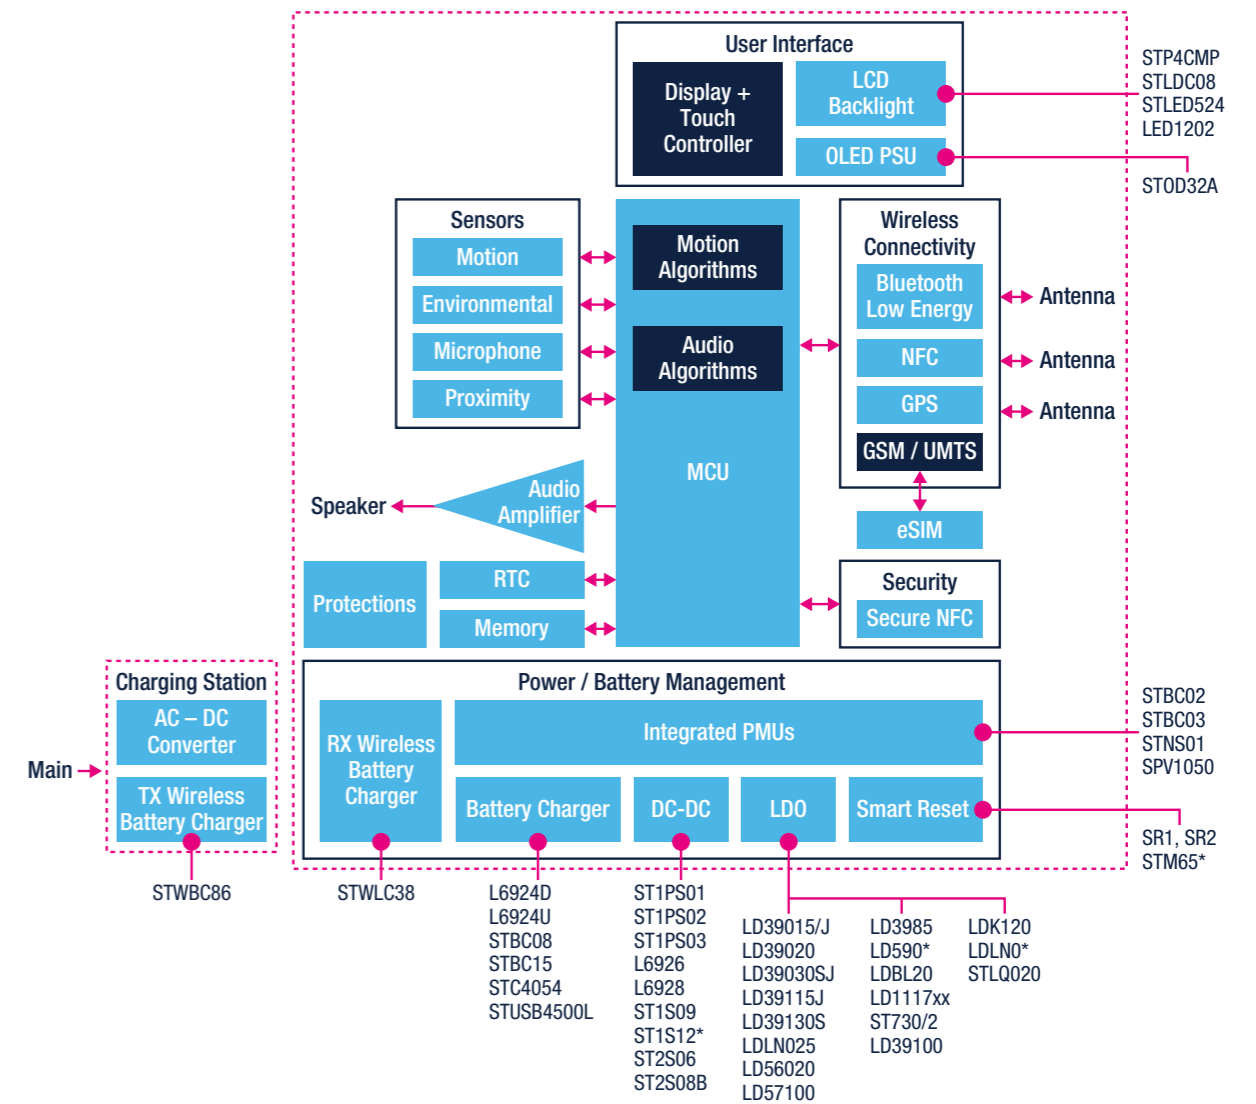 User Interface
Display +
Touch
Controller
LCD
Backlight
OLED PSU
STP4CMP
STLDC08
STLED524
LED1202
STOD32A
Sensors
Motion
Environmental
Microphone
Proximity
Motion
Algorithms
Audio
Algorithms
MCU
Wireless
Connectivity
Bluetooth
Low Energy
NFC
GPS
GSM / UMTS
Antenna
Antenna
Antenna
eSIM
Speaker
Audio
Amplifier
Protections
RTC
Memory
Security
Secure NFC
Charging Station
AC – DC
Converter
TX Wireless
Battery Charger
Main
STWBC86
Power / Battery Management
RX Wireless
Battery
Charger
Integrated PMUs
Battery Charger
DC-DC
LDO
Smart Reset
STBC02
STBC03
STNS01
SPV1050
SR1, SR2
STM65*
STWLC38
L6924D
L6924U
STBC08
STBC15
STC4054
STUSB4500L
ST1PS01
ST1PS02
ST1PS03
L6926
L6928
ST1S09
ST1S12*
ST2S06
ST2S08B
LD39015/J
LD39020
LD39030SJ
LD39115J
LD39130S
LDLN025
LD56020
LD57100
LD3985
LD590*
LDBL20
LD1117xx
ST730/2
LD39100
LDK120
LDLN0*
STLQ020